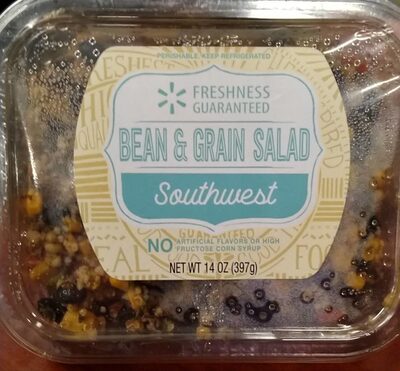 PERISHABLE. KEEP REFRIGERATED
FRESHNESS
GUARANTEED
BEAN & GRAIN SALAD
Southwest
GUARANTEED
NO ARTIFICIAL FLAVORS OR HIGH
FRUCTOSE CORN SYRUP
NET WT 14 OZ (397g)